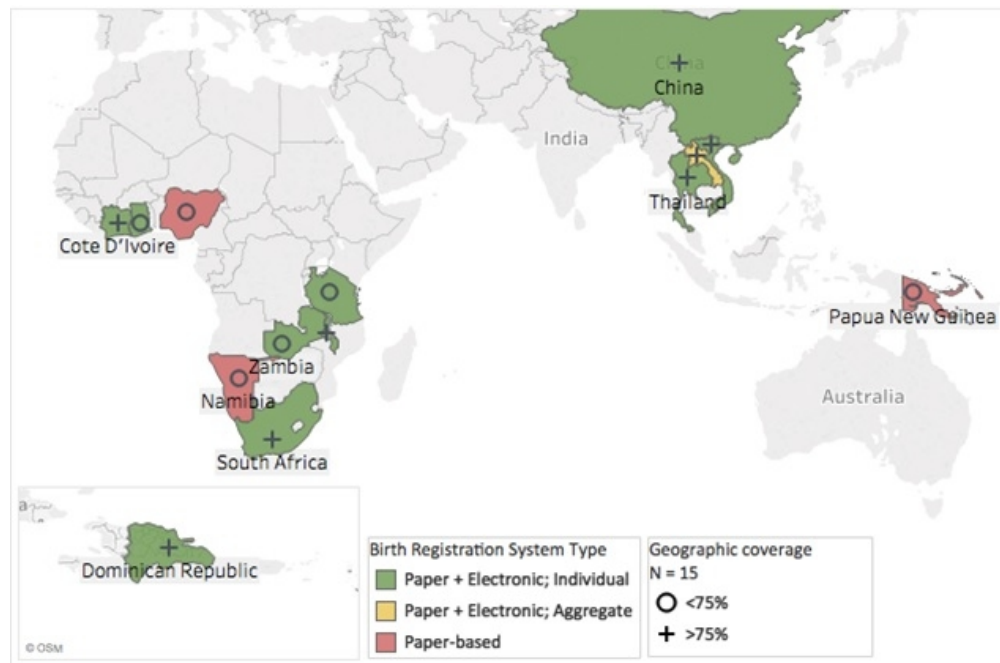 China
China
India
Thailand
Cote D'Ivoire
Papua New Guinea
Zambia
Namibia
Australia
South Africa
a
Dominican Republic
© OSM
Birth Registration System Type
Paper + Electronic; Individual
Paper + Electronic; Aggregate
Paper-based
Geographic coverage
N = 15
<75%
>75%